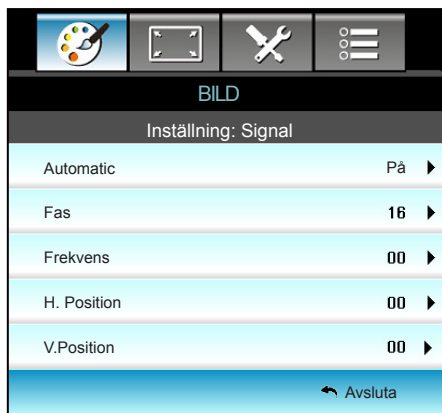 BILD
Inställning: Signal
Automatic På
Fas 16
Frekvens 00
H. Position 00
V.Position 00
Avsluta